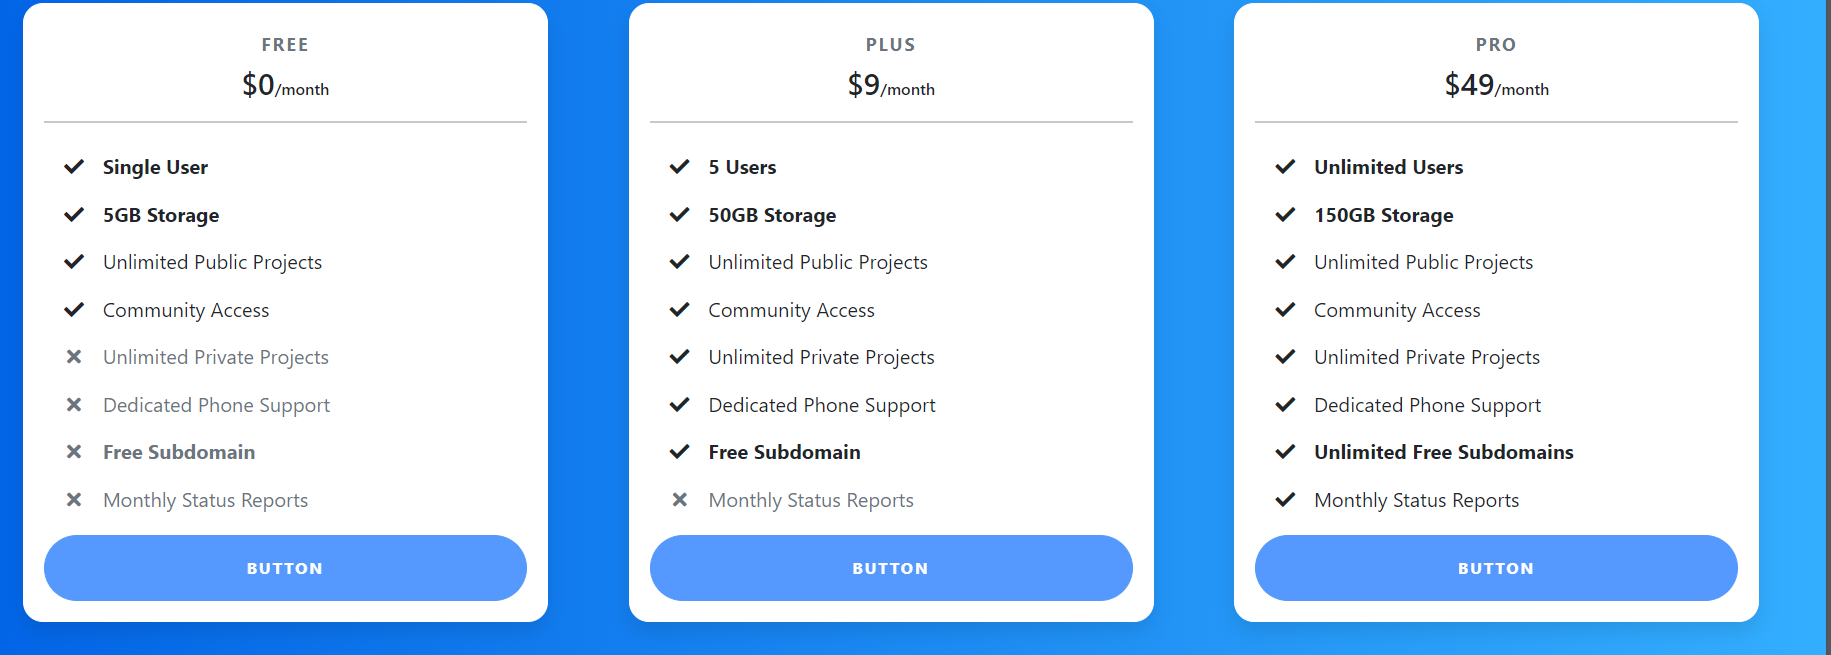 FREE
$0/month
Single User
5GB Storage
Unlimited Public Projects
Community Access
Unlimited Private Projects
Dedicated Phone Support
Free Subdomain
Monthly Status Reports
BUTTON
PLUS
$9/month
5 Users
50GB Storage
Unlimited Public Projects
Community Access
Unlimited Private Projects
Dedicated Phone Support
Free Subdomain
Monthly Status Reports
BUTTON
PRO
$49/month
Unlimited Users
150GB Storage
Unlimited Public Projects
Community Access
Unlimited Private Projects
Dedicated Phone Support
Unlimited Free Subdomains
Monthly Status Reports
BUTTON